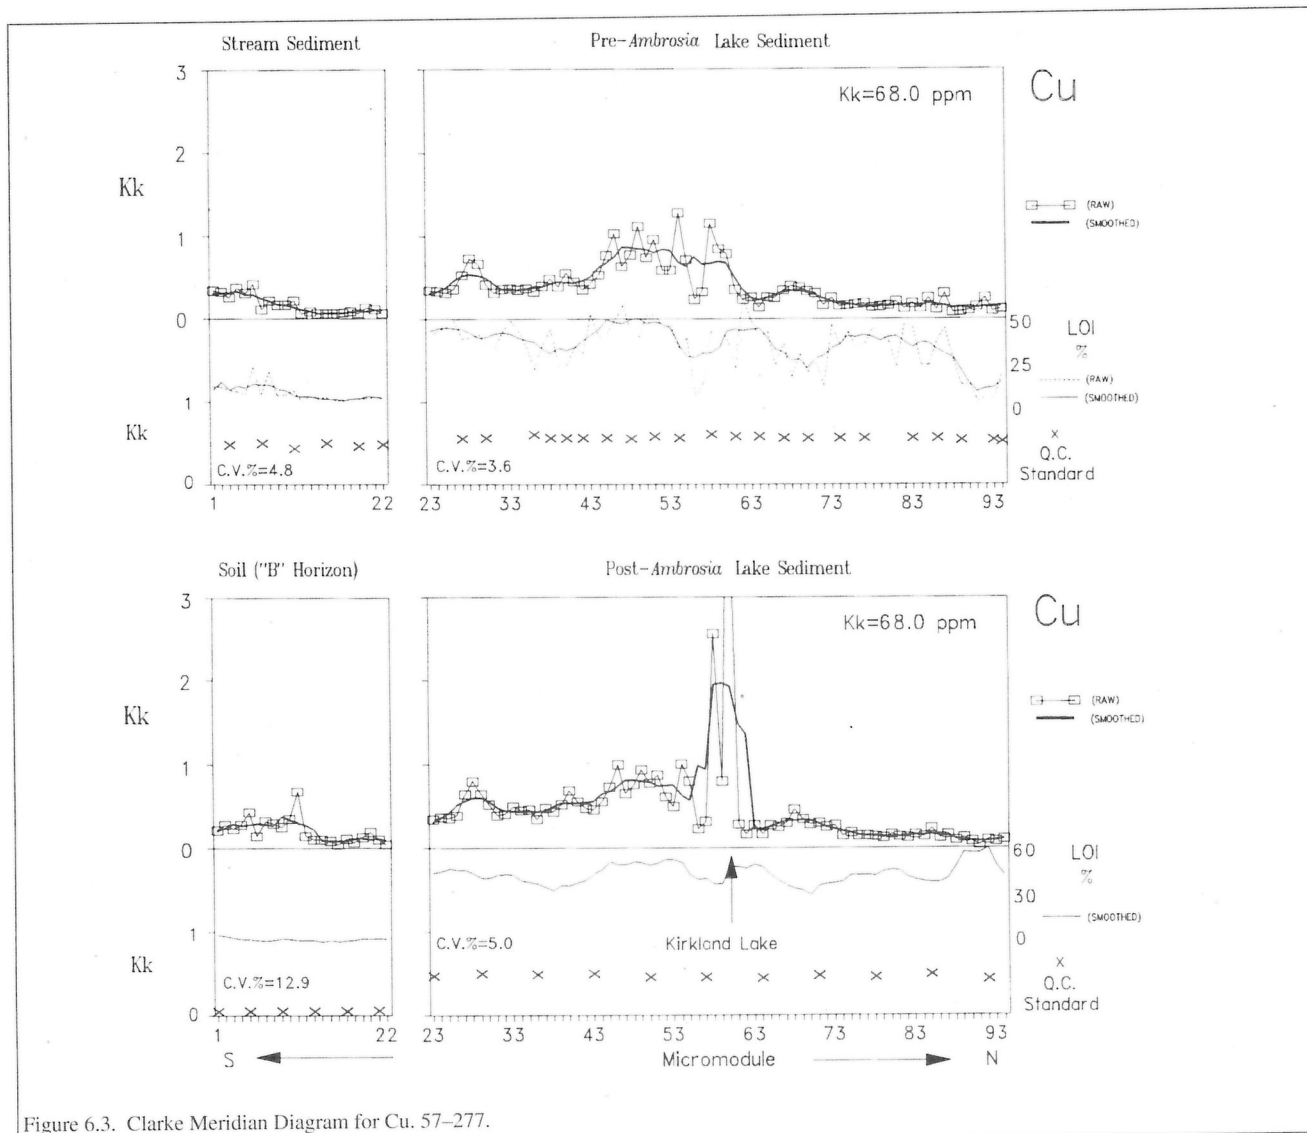 Stream Sediment
Pre-Ambrosia Lake Sediment
3
2
1
0
Kk
Kk=68.0 ppm
Cu
(RAW)
(SMOOTHED)
50
25
0
LOI
%
(RAW)
(SMOOTHED)
1
0
Kk
C.V.%=4.8
C.V.%=3.6
×
Q.C.
Standard
1 22
23 33 43 53 63 73 83 93
Soil ("B" Horizon)
Post-Ambrosia Lake Sediment
3
2
1
0
Kk
Kk=68.0 ppm
Cu
(RAW)
(SMOOTHED)
60
30
0
LOI
%
(SMOOTHED)
1
0
Kk
C.V.%=12.9
C.V.%=5.0
Kirkland Lake
×
Q.C.
Standard
1 22
23 33 43 53 63 73 83 93
S
Micromodule
N
Figure 6.3. Clarke Meridian Diagram for Cu. 57–277.